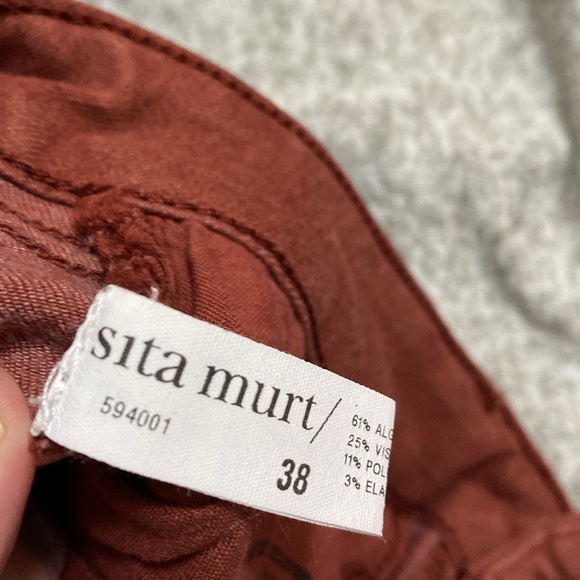 sıta murt/
594001
38
61% ALG
25% VIS
11% POL
3% ELA